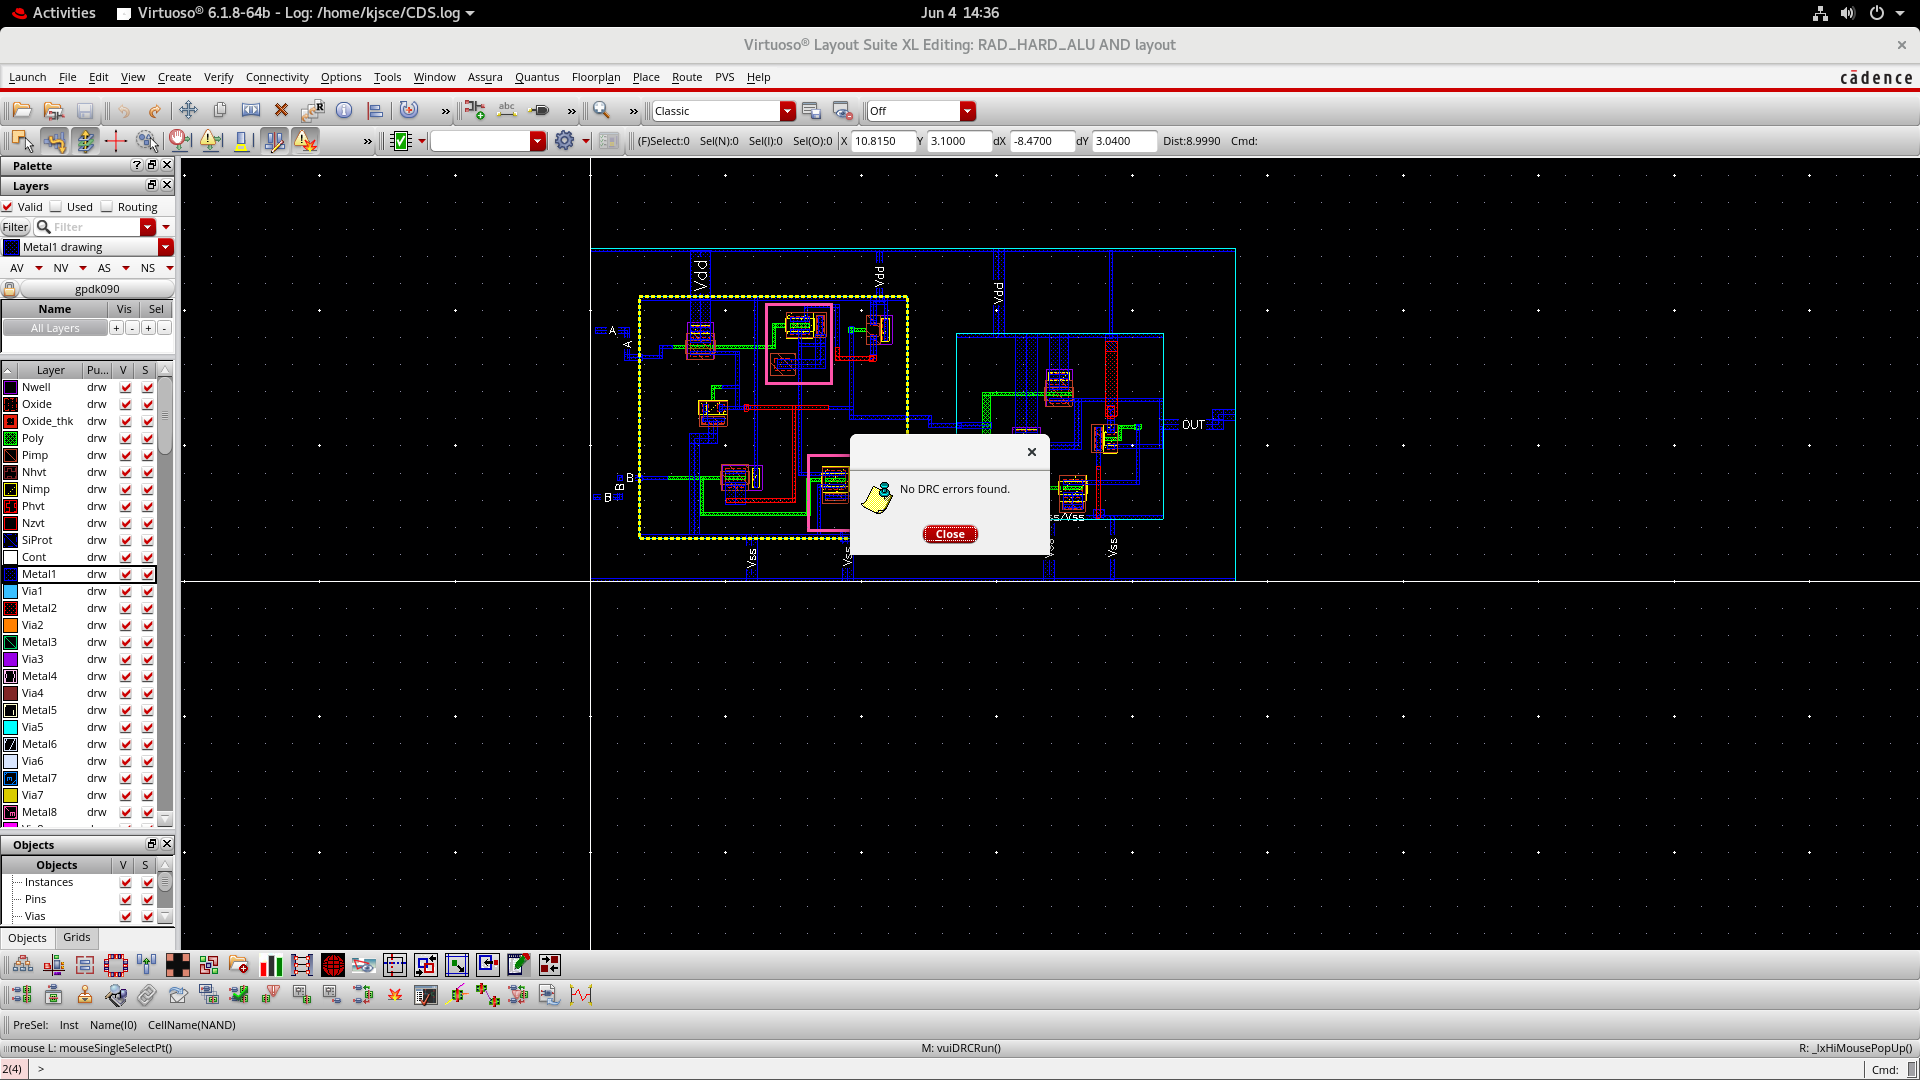 Activities
Virtuoso® 6.1.8-64b - Log: /home/kjsce/CDS.log
Jun 4 14:36
Virtuoso® Layout Suite XL Editing: RAD_HARD_ALU AND layout
Launch File Edit View Create Verify Connectivity Options Tools Window Assura Quantus Floorplan Place Route PVS Help
cādence
Classic
Off
(F)Select:0 Sel(N):0 Sel(I):0 Sel(O):0 X 10.8150 Y 3.1000 dX -8.4700 dY 3.0400 Dist:8.9990 Cmd:
Palette
Layers
Valid Used Routing
Filter Filter
Metal1 drawing
AV NV AS NS
gpdk090
Name Vis Sel
All Layers + - + -
Layer Pu... V S
Nwell drw
Oxide drw
Oxide_thk drw
Poly drw
Pimp drw
Nhvt drw
Nimp drw
Phvt drw
Nzvt drw
SiProt drw
Cont drw
Metal1 drw
Via1 drw
Metal2 drw
Via2 drw
Metal3 drw
Via3 drw
Metal4 drw
Via4 drw
Metal5 drw
Via5 drw
Metal6 drw
Via6 drw
Metal7 drw
Via7 drw
Metal8 drw
Vdd
Vdd
Vdd
A
A
B
B
B
OUT
Vss
Vss
Vss
No DRC errors found.
Close
Objects
Objects V S
Instances
Pins
Vias
Objects Grids
PreSel: Inst Name(I0) CellName(NAND)
mouse L: mouseSingleSelectPt()
M: vuiDRCRun()
R: _lxHiMousePopUp()
2(4) >
Cmd: